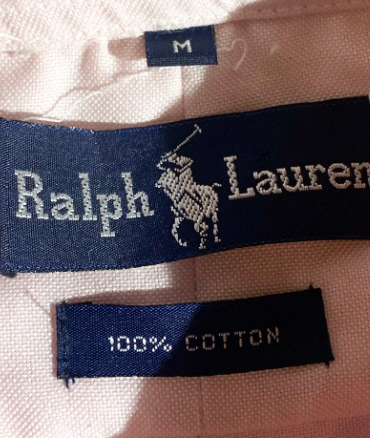 M
Ralph Lauren
100% COTTON